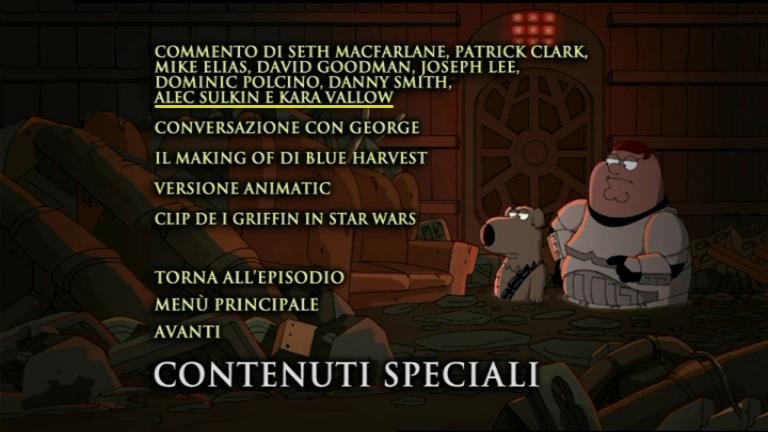 COMMENTO DI SETH MACFARLANE, PATRICK CLARK,
MIKE ELIAS, DAVID GOODMAN, JOSEPH LEE,
DOMINIC POLCINO, DANNY SMITH,
ALEC SULKIN E KARA VALLOW
CONVERSAZIONE CON GEORGE
IL MAKING OF DI BLUE HARVEST
VERSIONE ANIMATIC
CLIP DE I GRIFFIN IN STAR WARS
TORNA ALL'EPISODIO
MENÙ PRINCIPALE
AVANTI
CONTENUTI SPECIALI